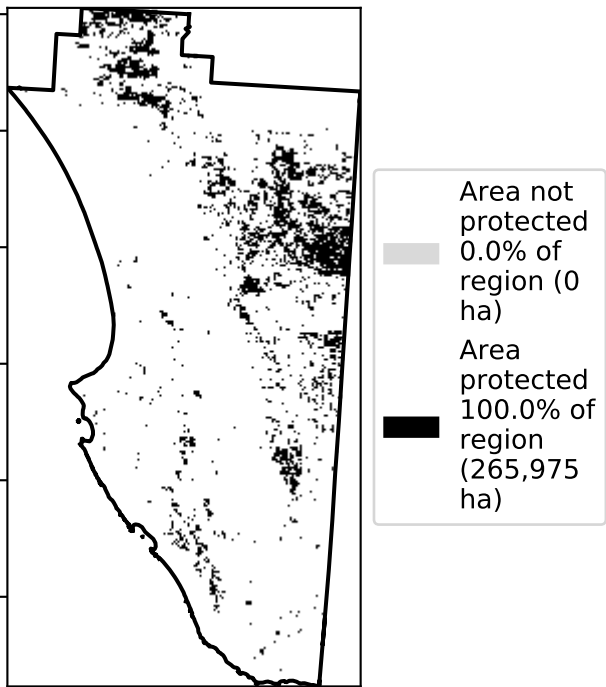 Area not
protected
0.0% of
region (0
ha)
Area
protected
100.0% of
region
(265,975
ha)